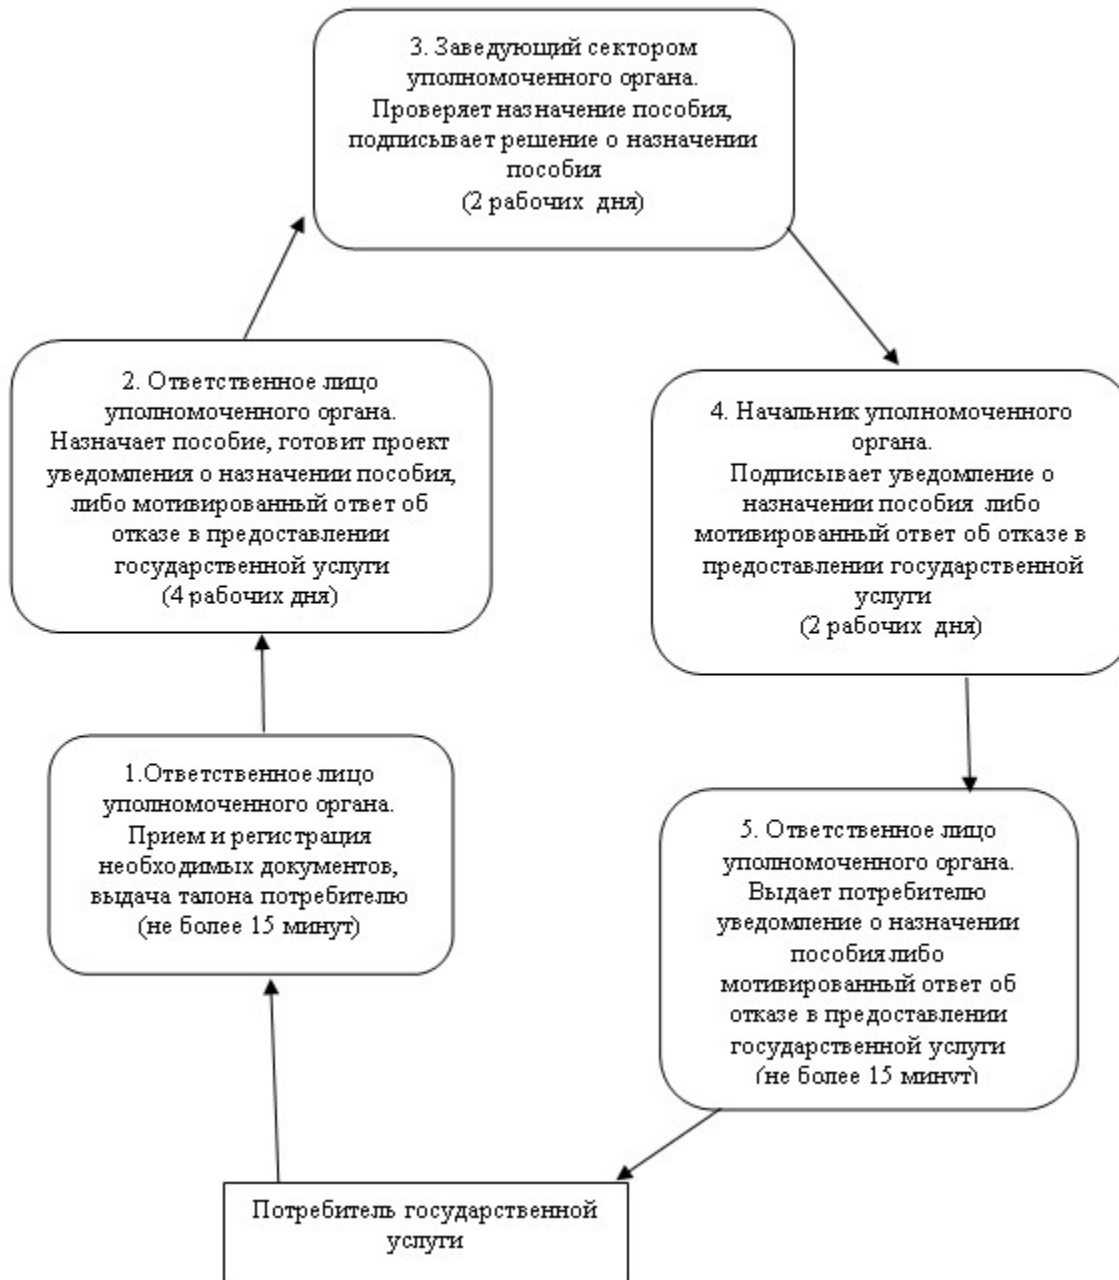 3. Заведующий сектором
уполномоченного органа.
Проверяет назначение пособия,
подписывает решение о назначении
пособия
(2 рабочих дня)
2. Ответственное лицо
уполномоченного органа.
Назначает пособие, готовит проект
уведомления о назначении пособия,
либо мотивированный ответ об
отказе в предоставлении
государственной услуги
(4 рабочих дня)
4. Начальник уполномоченного
органа.
Подписывает уведомление о
назначении пособия либо
мотивированный ответ об отказе в
предоставлении государственной
услуги
(2 рабочих дня)
1.Ответственное лицо
уполномоченного органа.
Прием и регистрация
необходимых документов,
выдача талона потребителю
(не более 15 минут)
5. Ответственное лицо
уполномоченного органа.
Выдает потребителю
уведомление о назначении
пособия либо
мотивированный ответ об
отказе в предоставлении
государственной услуги
(не более 15 минут)
Потребитель государственной
услуги